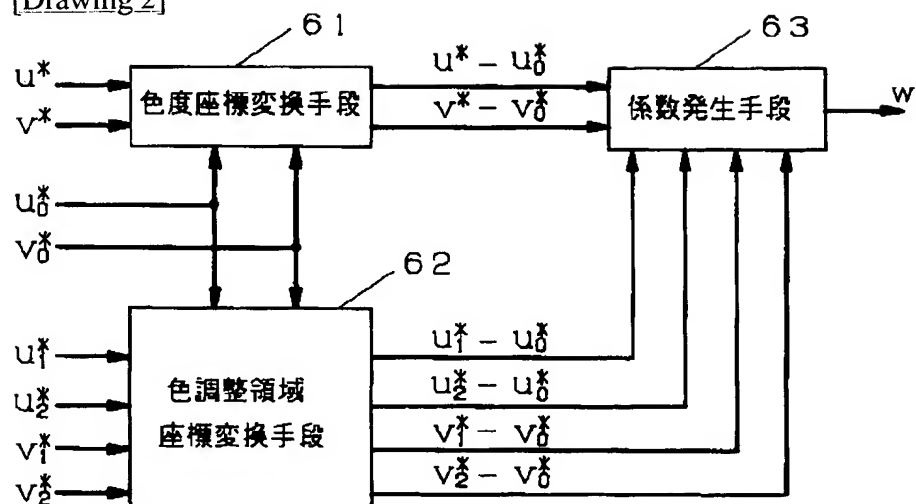 [Drawing 2]
61
63
u*
v*
色度座標変換手段
u* − u₀*
v* − v₀*
係数発生手段
w
u₀*
v₀*
62
u₁*
u₂*
v₁*
v₂*
色調整領域
座標変換手段
u₁* − u₀*
u₂* − u₀*
v₁* − v₀*
v₂* − v₀*